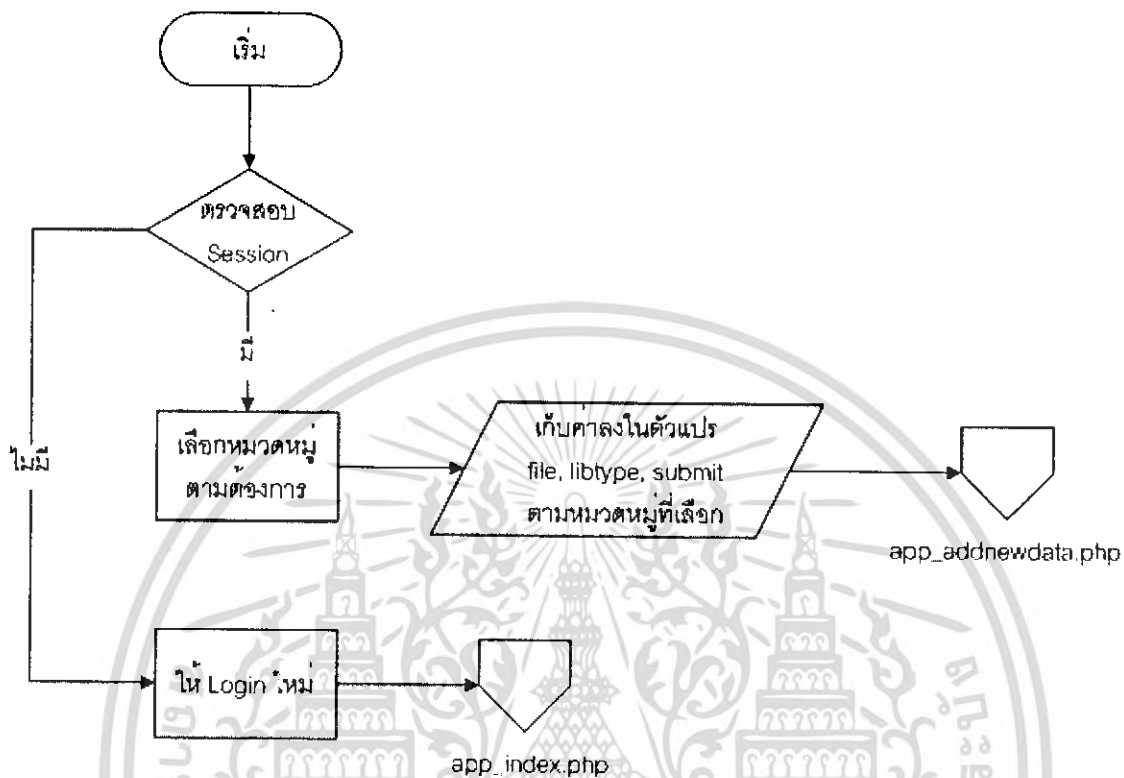 เริ่ม
ตรวจสอบ
Session
มี
ไม่มี
เลือกหมวดหมู่
ตามต้องการ
เก็บค่าลงในตัวแปร
file, libtype, submit
ตามหมวดหมู่ที่เลือก
app_addnewdata.php
ให้ Login ใหม่
app_index.php